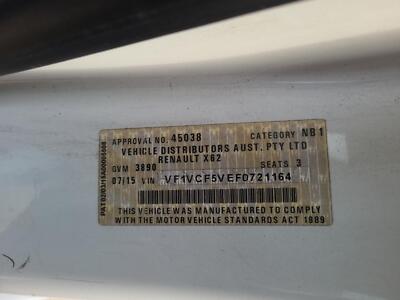 APPROVAL NO. 45038 CATEGORY NB1
VEHICLE DISTRIBUTORS AUST. PTY LTD
RENAULT X62
GVM 3890 SEATS 3
07/15 VIN VF1VCF5VEF0721164
THIS VEHICLE WAS MANUFACTURED TO COMPLY
WITH THE MOTOR VEHICLE STANDARDS ACT 1989